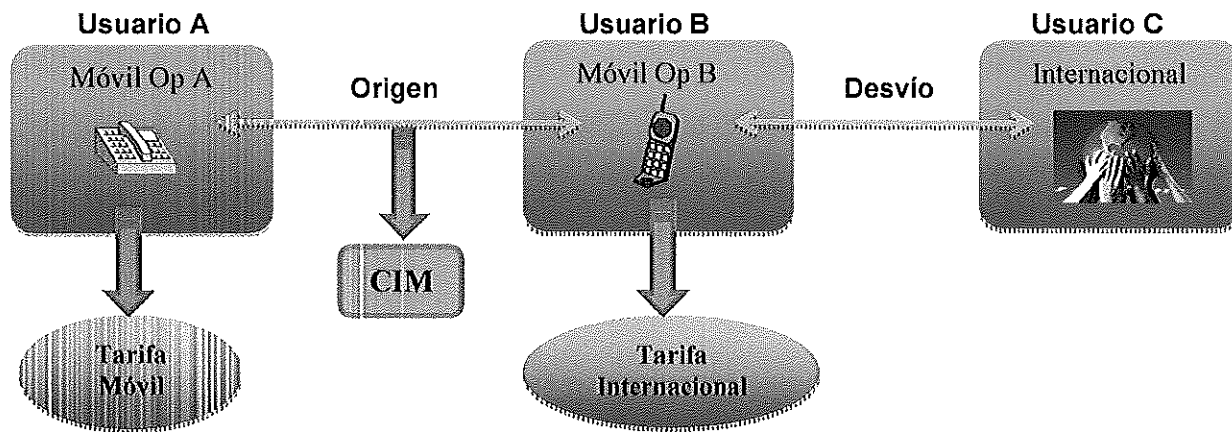 Usuario A
Usuario B
Usuario C
Móvil Op A
Origen
Móvil Op B
Desvío
Internacional
CIM
Tarifa
Móvil
Tarifa
Internacional